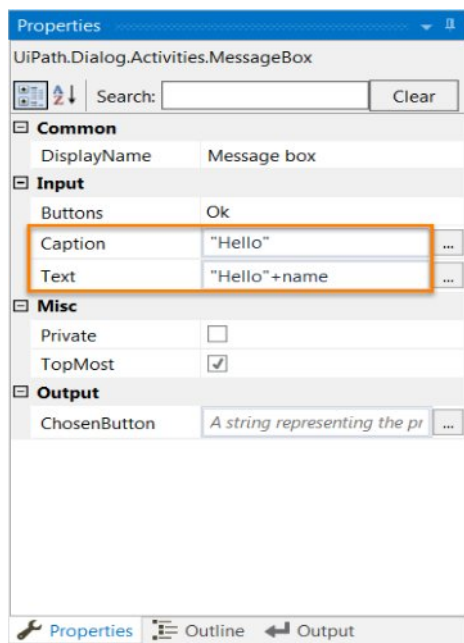 Properties
UiPath.Dialog.Activities.MessageBox
Search: Clear
Common
DisplayName Message box
Input
Buttons Ok
Caption "Hello" ...
Text "Hello"+name ...
Misc
Private
TopMost
Output
ChosenButton A string representing the pr ...
Properties Outline Output